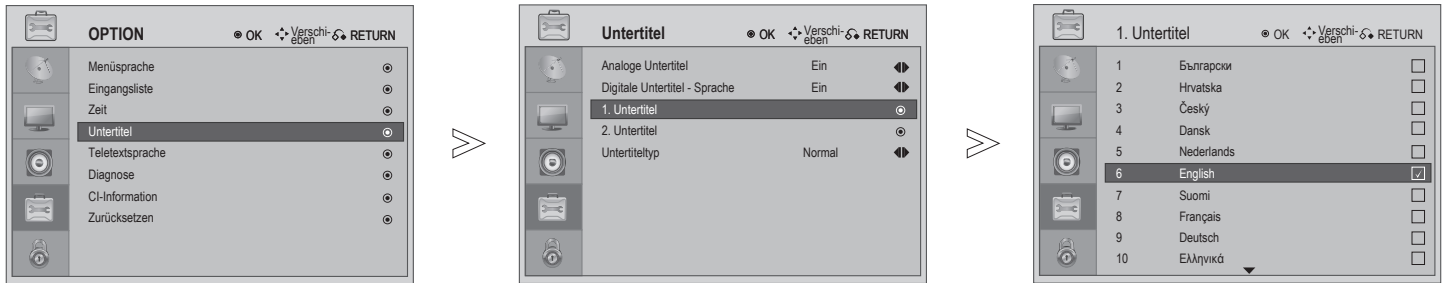 OPTION OK Verschi-eben RETURN
Menüsprache
Eingangsliste
Zeit
Untertitel
Teletextsprache
Diagnose
CI-Information
Zurücksetzen
Untertitel OK Verschi-eben RETURN
Analoge Untertitel Ein
Digitale Untertitel - Sprache Ein
1. Untertitel
2. Untertitel
Untertiteltyp Normal
1. Untertitel OK Verschi-eben RETURN
1 Български
2 Hrvatska
3 Český
4 Dansk
5 Nederlands
6 English
7 Suomi
8 Français
9 Deutsch
10 Ελληνικά